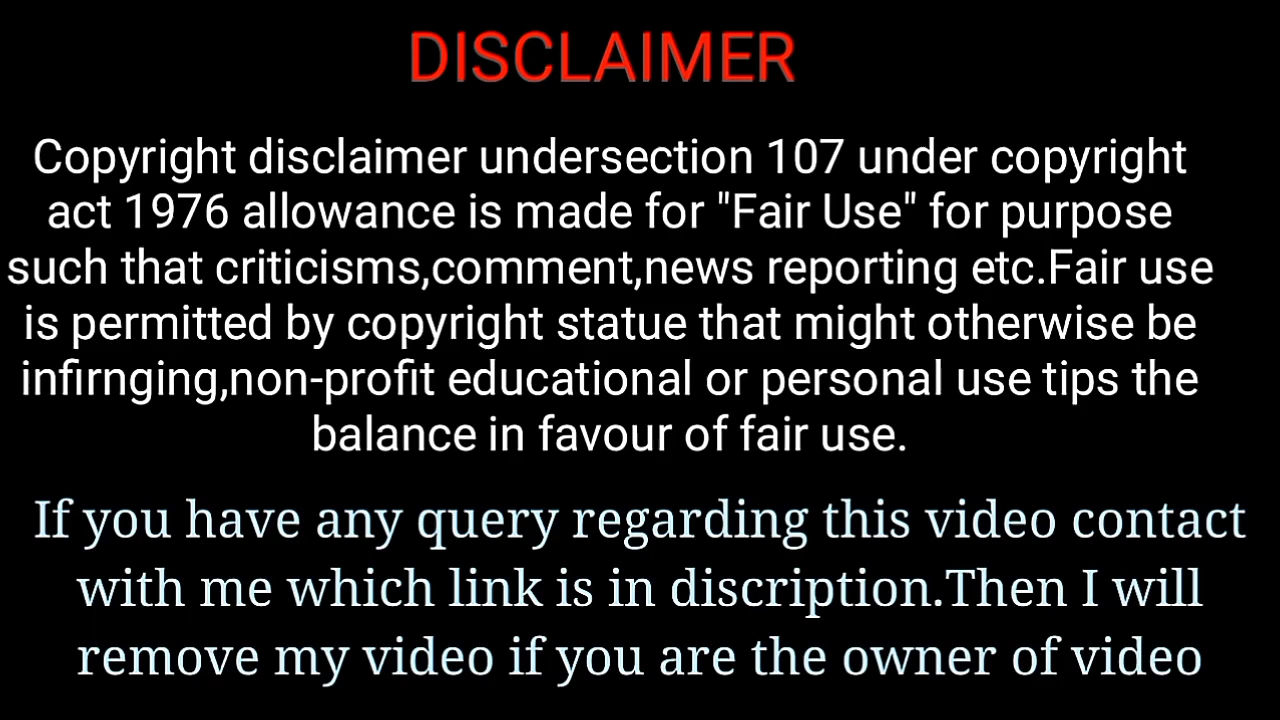 DISCLAIMER
Copyright disclaimer undersection 107 under copyright
act 1976 allowance is made for "Fair Use" for purpose
such that criticisms,comment,news reporting etc.Fair use
is permitted by copyright statue that might otherwise be
infirnging,non-profit educational or personal use tips the
balance in favour of fair use.
If you have any query regarding this video contact
with me which link is in discription.Then I will
remove my video if you are the owner of video